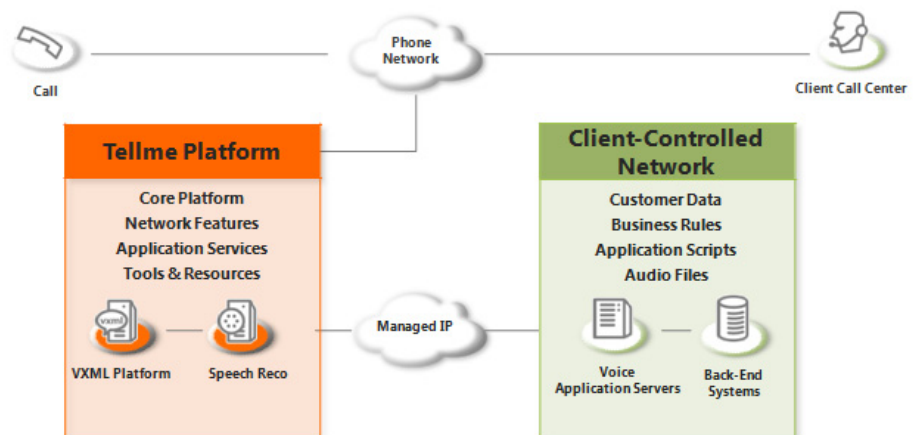 Phone
Network
Call
Client Call Center
Tellme Platform
Core Platform
Network Features
Application Services
Tools & Resources
vxml
VXML Platform
Speech Reco
Managed IP
Client-Controlled
Network
Customer Data
Business Rules
Application Scripts
Audio Files
Voice
Application Servers
Back-End
Systems